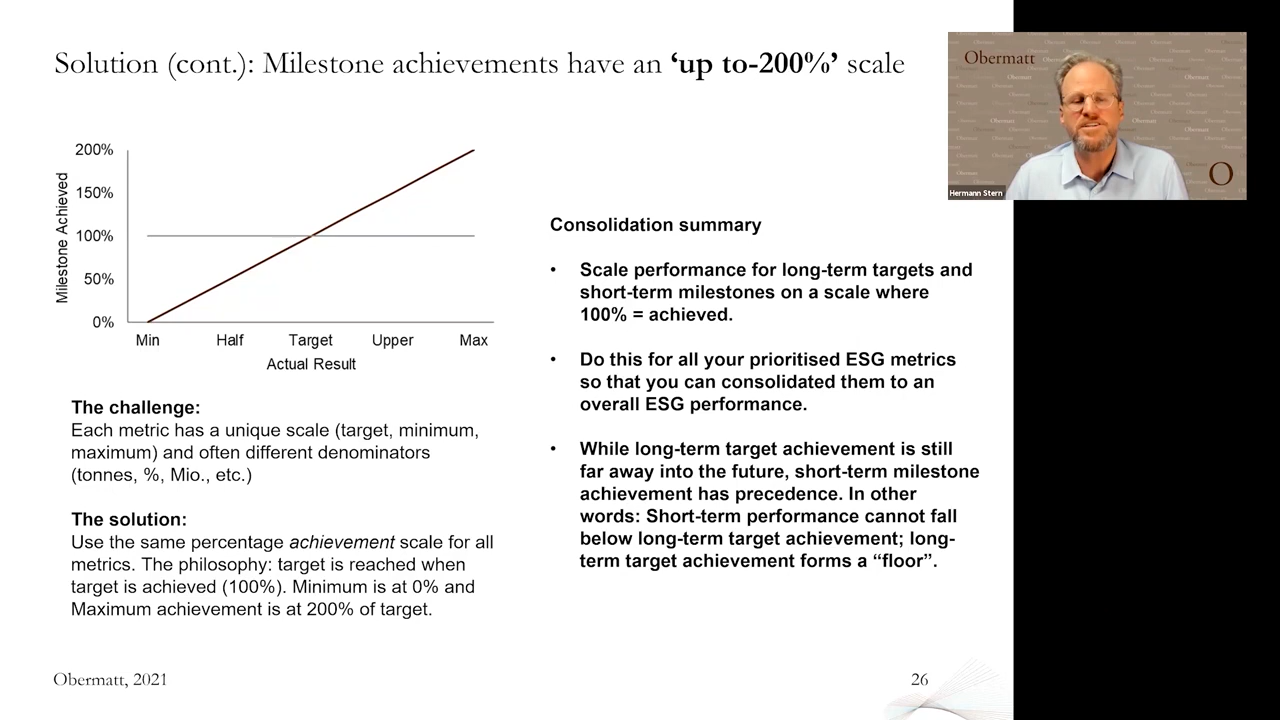 Solution (cont.): Milestone achievements have an ‘up to-200%’ scale
Obermatt
O
Hermann Stern
Milestone Achieved
200%
150%
100%
50%
0%
Min Half Target Upper Max
Actual Result
The challenge:
Each metric has a unique scale (target, minimum,
maximum) and often different denominators
(tonnes, %, Mio., etc.)
The solution:
Use the same percentage achievement scale for all
metrics. The philosophy: target is reached when
target is achieved (100%). Minimum is at 0% and
Maximum achievement is at 200% of target.
Consolidation summary
• Scale performance for long-term targets and
short-term milestones on a scale where
100% = achieved.
• Do this for all your prioritised ESG metrics
so that you can consolidated them to an
overall ESG performance.
• While long-term target achievement is still
far away into the future, short-term milestone
achievement has precedence. In other
words: Short-term performance cannot fall
below long-term target achievement; long-
term target achievement forms a “floor”.
Obermatt, 2021
26